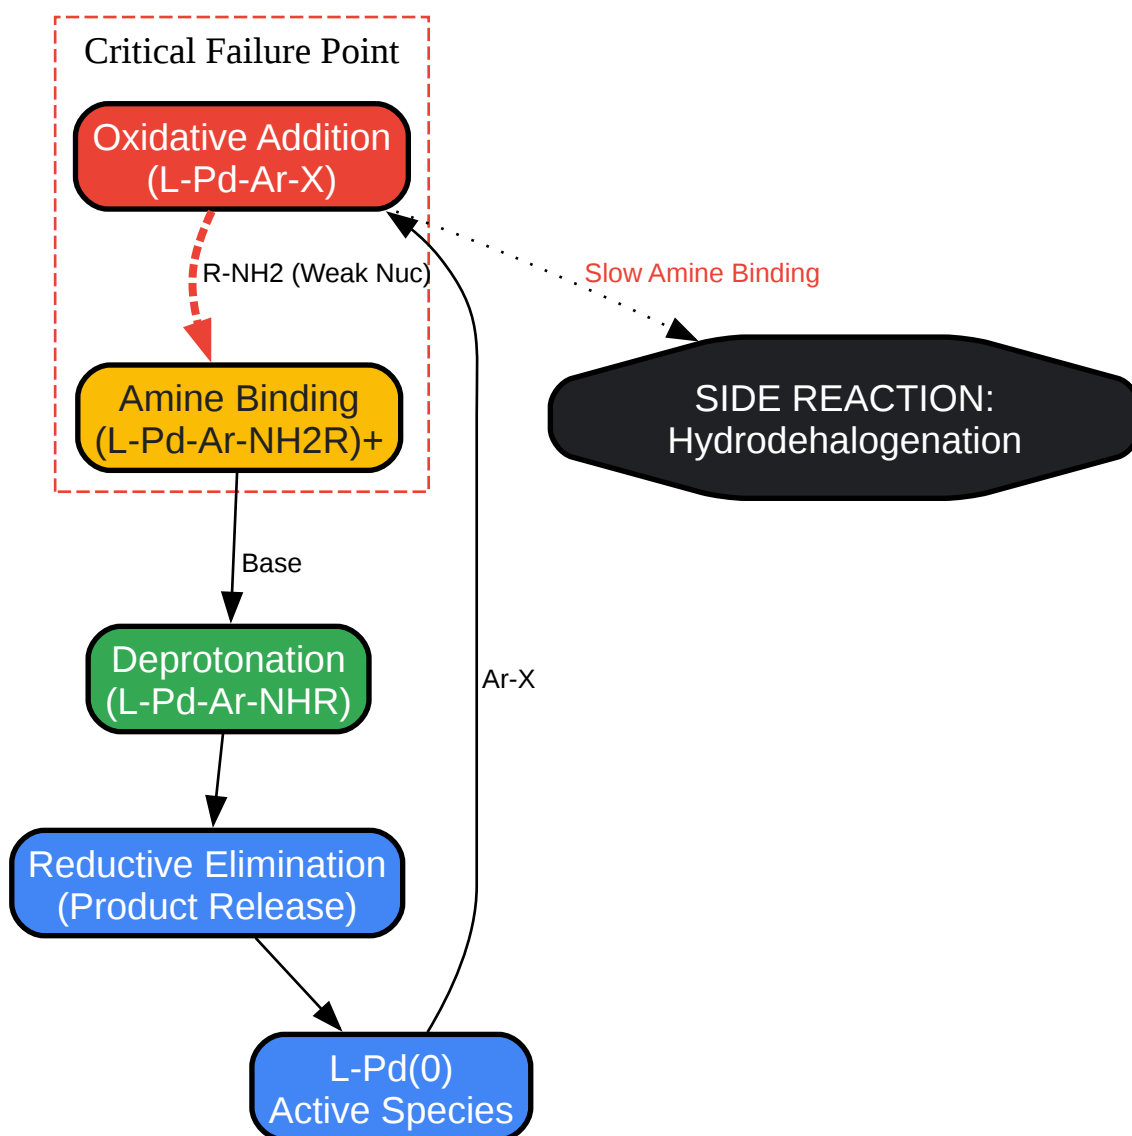 Critical Failure Point
Oxidative Addition
(L-Pd-Ar-X)
R-NH2 (Weak Nuc)
Slow Amine Binding
Amine Binding
(L-Pd-Ar-NH2R)+
SIDE REACTION:
Hydrodehalogenation
Base
Deprotonation
(L-Pd-Ar-NHR)
Ar-X
Reductive Elimination
(Product Release)
L-Pd(0)
Active Species